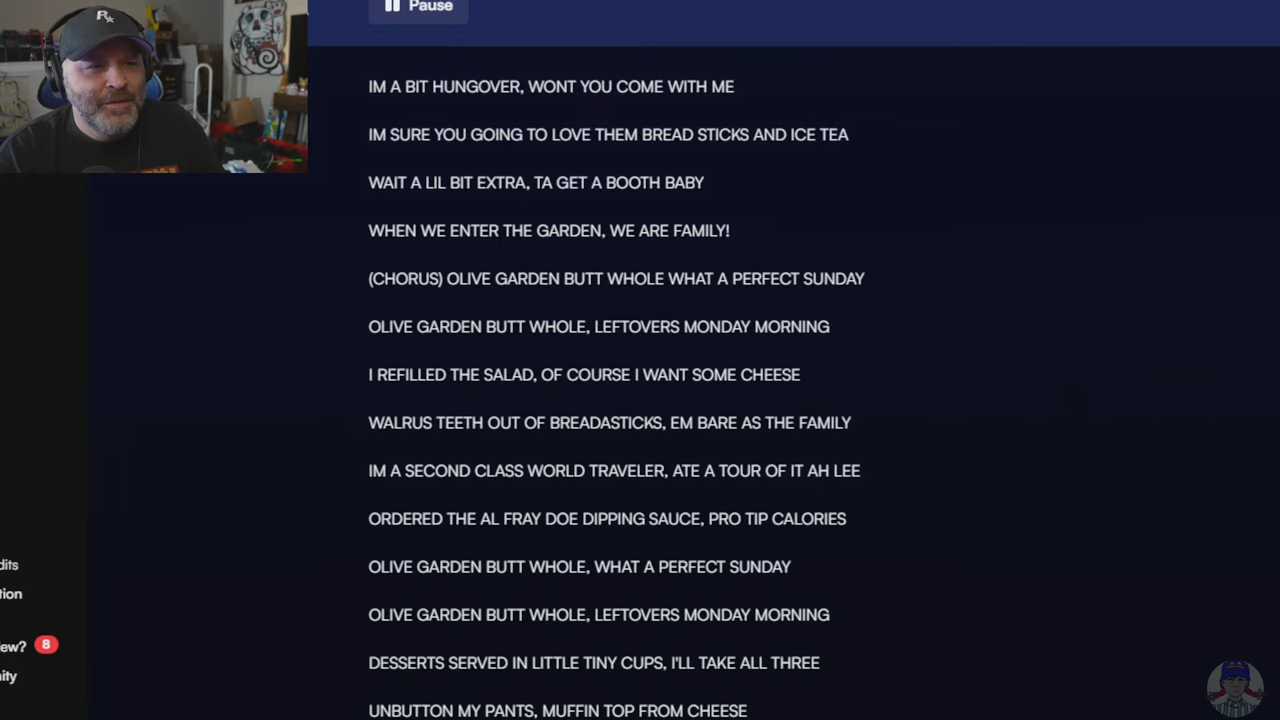 Pause
IM A BIT HUNGOVER, WONT YOU COME WITH ME
IM SURE YOU GOING TO LOVE THEM BREAD STICKS AND ICE TEA
WAIT A LIL BIT EXTRA, TA GET A BOOTH BABY
WHEN WE ENTER THE GARDEN, WE ARE FAMILY!
(CHORUS) OLIVE GARDEN BUTT WHOLE WHAT A PERFECT SUNDAY
OLIVE GARDEN BUTT WHOLE, LEFTOVERS MONDAY MORNING
I REFILLED THE SALAD, OF COURSE I WANT SOME CHEESE
WALRUS TEETH OUT OF BREADASTICKS, EM BARE AS THE FAMILY
IM A SECOND CLASS WORLD TRAVELER, ATE A TOUR OF IT AH LEE
ORDERED THE AL FRAY DOE DIPPING SAUCE, PRO TIP CALORIES
OLIVE GARDEN BUTT WHOLE, WHAT A PERFECT SUNDAY
OLIVE GARDEN BUTT WHOLE, LEFTOVERS MONDAY MORNING
DESSERTS SERVED IN LITTLE TINY CUPS, I'LL TAKE ALL THREE
UNBUTTON MY PANTS, MUFFIN TOP FROM CHEESE
dits
tion
ew? 8
nity